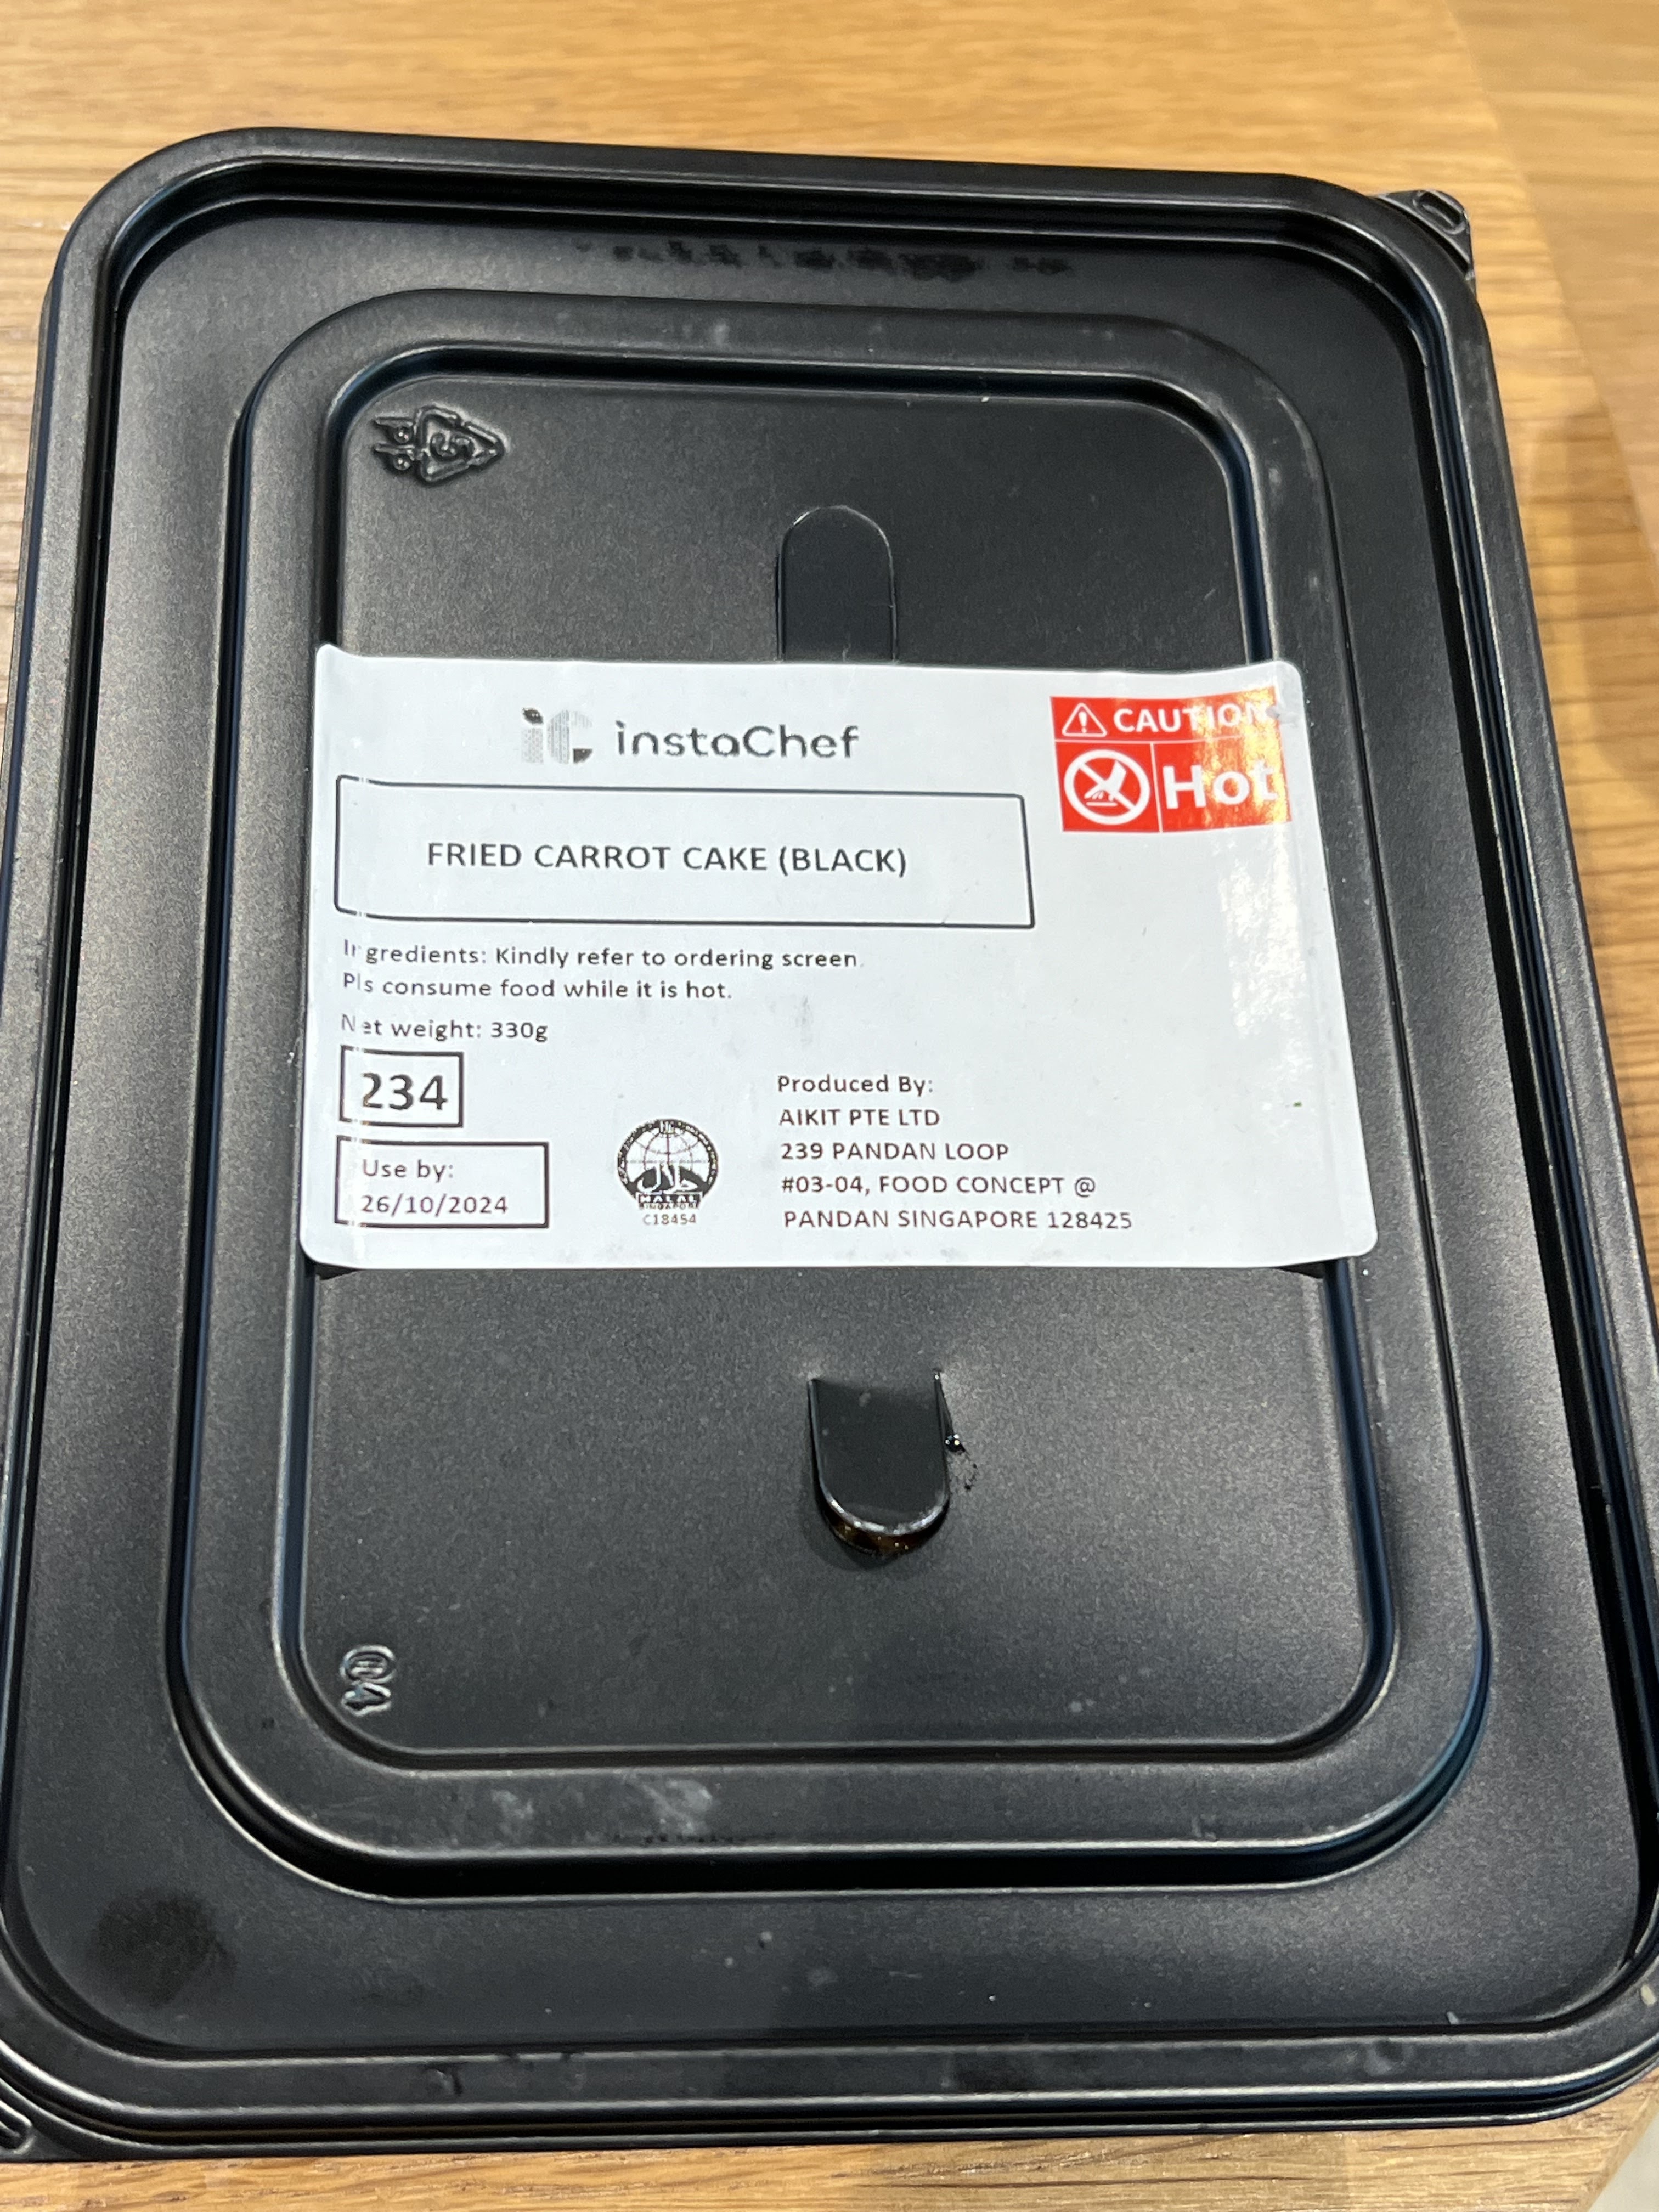 iC instaChef
CAUTION
Hot
FRIED CARROT CAKE (BLACK)
Ingredients: Kindly refer to ordering screen.
Pls consume food while it is hot.
Net weight: 330g
234
Use by:
26/10/2024
HALAL
C18454
Produced By:
AIKIT PTE LTD
239 PANDAN LOOP
#03-04, FOOD CONCEPT @
PANDAN SINGAPORE 128425